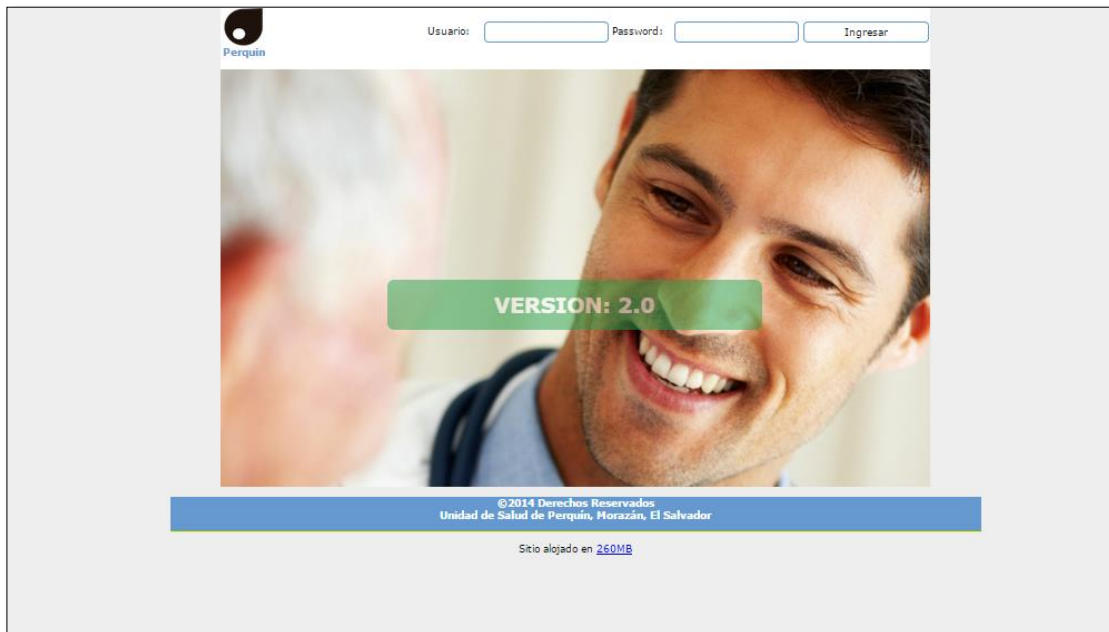 Perquin
Usuario:
Password:
Ingresar
VERSION: 2.0
©2014 Derechos Reservados
Unidad de Salud de Perquín, Morazán, El Salvador
Sitio alojado en 260MB